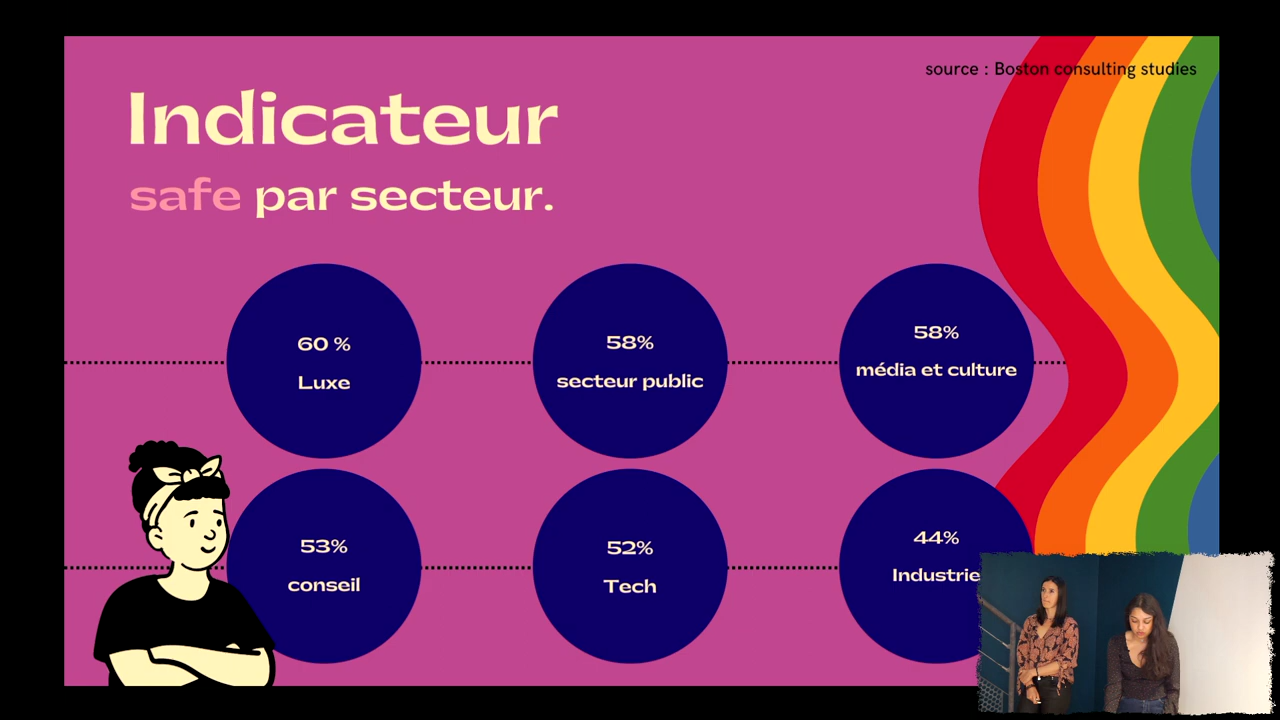 source : Boston consulting studies
Indicateur
safe par secteur.
60 %
Luxe
58%
secteur public
58%
média et culture
53%
conseil
52%
Tech
44%
Industrie